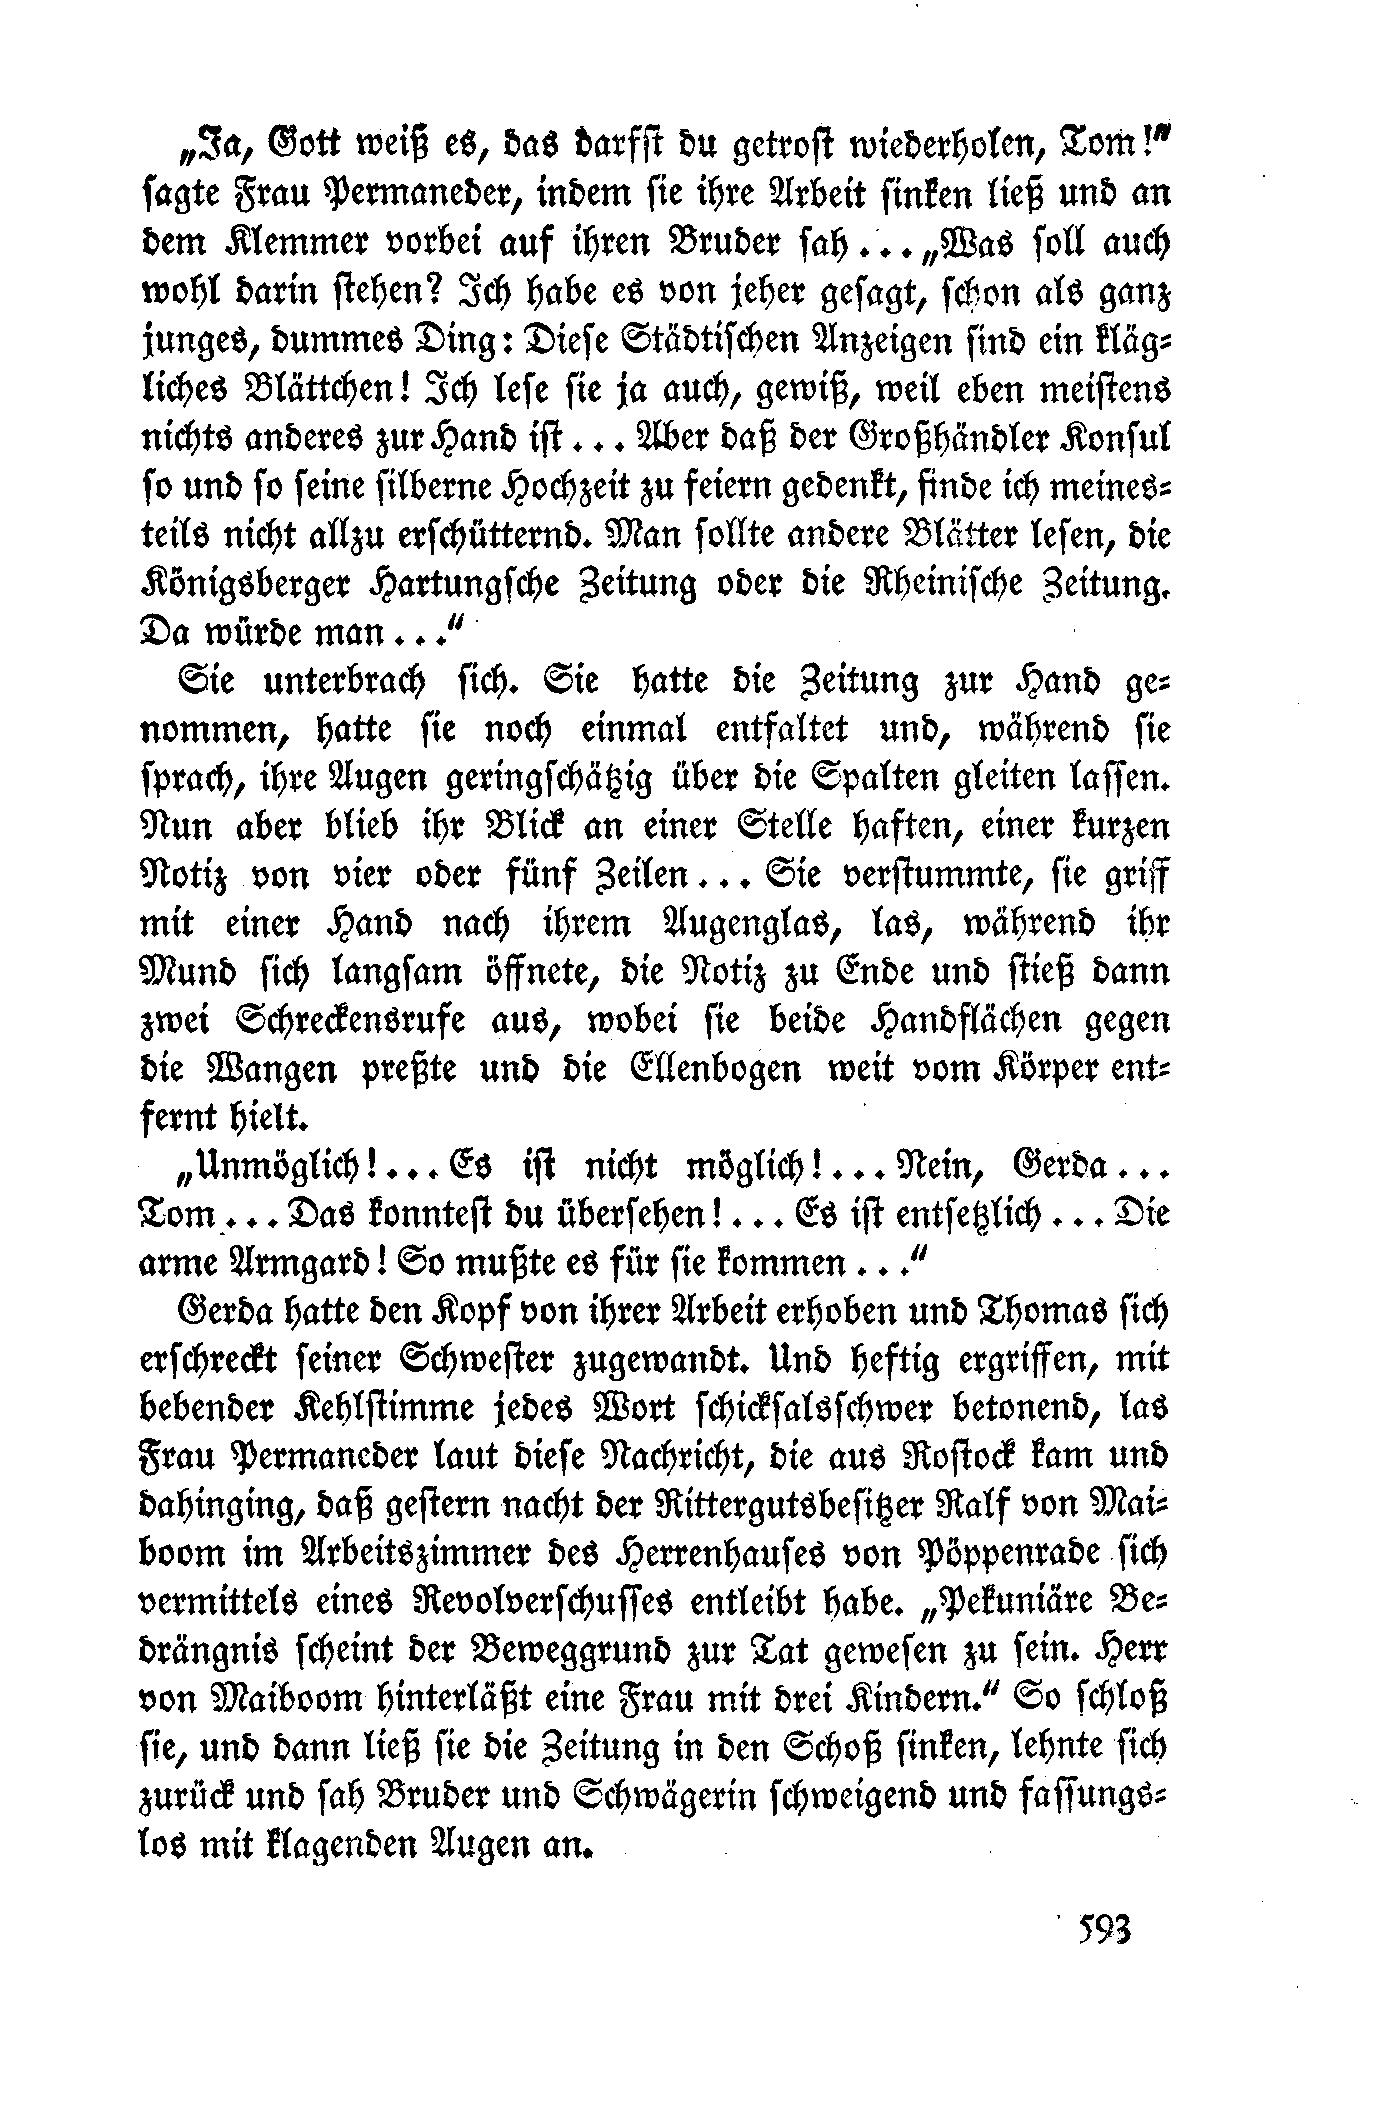 „Ja, Gott weiß es, das darfst du getrost wiederholen, Tom!“
sagte Frau Permaneder, indem sie ihre Arbeit sinken ließ und an
dem Klemmer vorbei auf ihren Bruder sah... „Was soll auch
wohl darin stehen? Ich habe es von jeher gesagt, schon als ganz
junges, dummes Ding: Diese Städtischen Anzeigen sind ein kläg-
liches Blättchen! Ich lese sie ja auch, gewiß, weil eben meistens
nichts anderes zur Hand ist... Aber daß der Großhändler Konsul
so und so seine silberne Hochzeit zu feiern gedenkt, finde ich meines-
teils nicht allzu erschütternd. Man sollte andere Blätter lesen, die
Königsberger Hartungsche Zeitung oder die Rheinische Zeitung.
Da würde man...“
Sie unterbrach sich. Sie hatte die Zeitung zur Hand ge-
nommen, hatte sie noch einmal entfaltet und, während sie
sprach, ihre Augen geringschätzig über die Spalten gleiten lassen.
Nun aber blieb ihr Blick an einer Stelle haften, einer kurzen
Notiz von vier oder fünf Zeilen... Sie verstummte, sie griff
mit einer Hand nach ihrem Augenglas, las, während ihr
Mund sich langsam öffnete, die Notiz zu Ende und stieß dann
zwei Schreckensrufe aus, wobei sie beide Handflächen gegen
die Wangen preßte und die Ellenbogen weit vom Körper ent-
fernt hielt.
„Unmöglich!... Es ist nicht möglich!... Nein, Gerda...
Tom... Das konntest du übersehen!... Es ist entsetzlich... Die
arme Armgard! So mußte es für sie kommen...“
Gerda hatte den Kopf von ihrer Arbeit erhoben und Thomas sich
erschreckt seiner Schwester zugewandt. Und heftig ergriffen, mit
bebender Kehlstimme jedes Wort schicksalsschwer betonend, las
Frau Permaneder laut diese Nachricht, die aus Rostock kam und
dahinging, daß gestern nacht der Rittergutsbesitzer Ralf von Mai-
boom im Arbeitszimmer des Herrenhauses von Pöppenrade sich
vermittels eines Revolverschusses entleibt habe. „Pekuniäre Be-
drängnis scheint der Beweggrund zur Tat gewesen zu sein. Herr
von Maiboom hinterläßt eine Frau mit drei Kindern.“ So schloß
sie, und dann ließ sie die Zeitung in den Schoß sinken, lehnte sich
zurück und sah Bruder und Schwägerin schweigend und fassungs-
los mit klagenden Augen an.
593